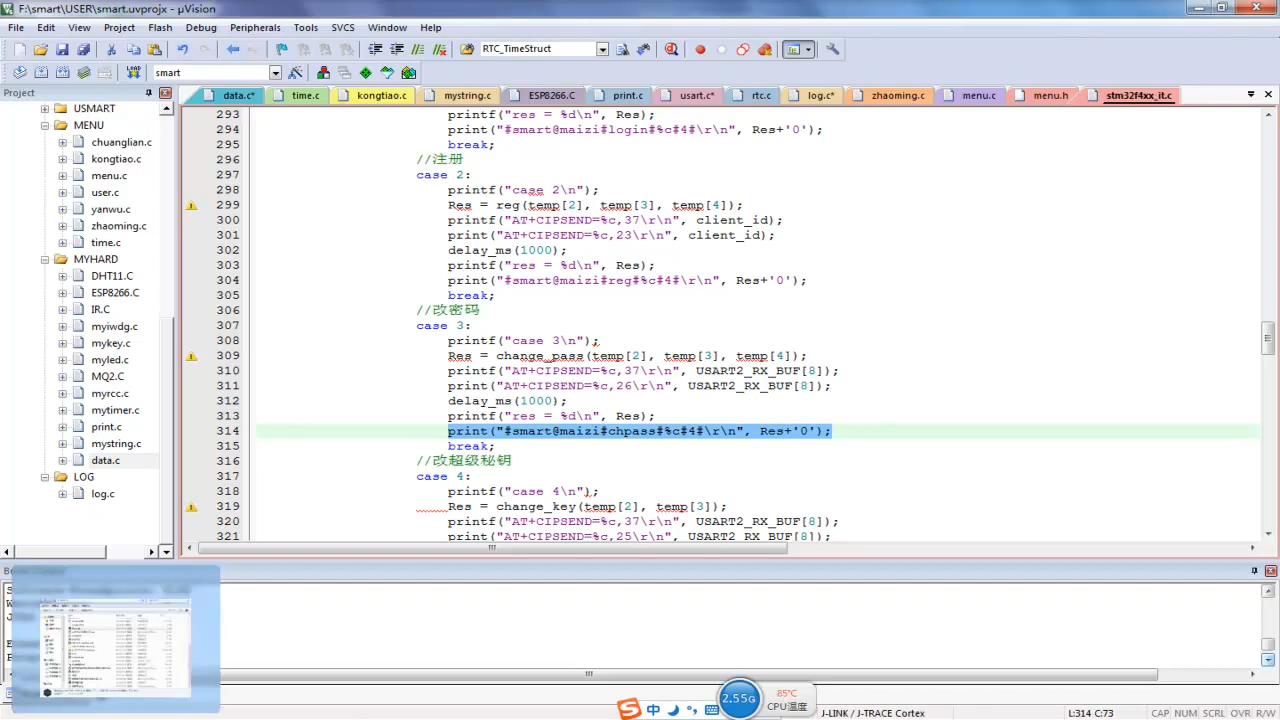 F:\smart\USER\smart.uvprojx - µVision
File Edit View Project Flash Debug Peripherals Tools SVCS Window Help
RTC_TimeStruct
LOAD smart
Project
data.c* time.c kongtiao.c mystring.c ESP8266.C print.c usart.c* rtc.c log.c* zhaoming.c menu.c menu.h stm32f4xx_it.c
USMART
MENU
chuanglian.c
kongtiao.c
menu.c
user.c
yanwu.c
zhaoming.c
time.c
MYHARD
DHT11.C
ESP8266.C
IR.C
myiwdg.c
mykey.c
myled.c
MQ2.C
myrcc.c
mytimer.c
print.c
mystring.c
data.c
LOG
log.c
293 printf("res = %d\n", Res);
294 print("#smart@maizi#login#%c#4#\r\n", Res+'0');
295 break;
296 //注册
297 case 2:
298 printf("case 2\n");
299 Res = reg(temp[2], temp[3], temp[4]);
300 printf("AT+CIPSEND=%c,37\r\n", client_id);
301 print("AT+CIPSEND=%c,23\r\n", client_id);
302 delay_ms(1000);
303 printf("res = %d\n", Res);
304 print("#smart@maizi#reg#%c#4#\r\n", Res+'0');
305 break;
306 //改密码
307 case 3:
308 printf("case 3\n");
309 Res = change_pass(temp[2], temp[3], temp[4]);
310 printf("AT+CIPSEND=%c,37\r\n", USART2_RX_BUF[8]);
311 print("AT+CIPSEND=%c,26\r\n", USART2_RX_BUF[8]);
312 delay_ms(1000);
313 printf("res = %d\n", Res);
314 print("#smart@maizi#chpass#%c#4#\r\n", Res+'0');
315 break;
316 //改超级秘钥
317 case 4:
318 printf("case 4\n");
319 Res = change_key(temp[2], temp[3]);
320 printf("AT+CIPSEND=%c,37\r\n", USART2_RX_BUF[8]);
321 print("AT+CIPSEND=%c,25\r\n", USART2_RX_BUF[8]);
中
2.55G
85℃
CPU温度
J-LINK / J-TRACE Cortex
L:314 C:73
CAP NUM SCRL OVR R/W